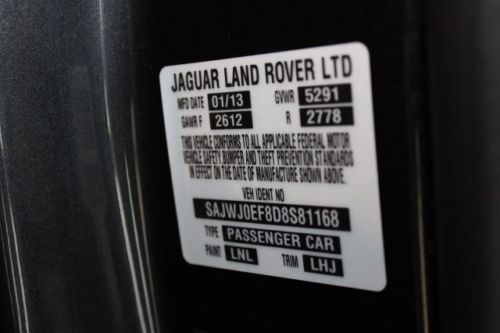 JAGUAR LAND ROVER LTD
MFD DATE 01/13 GVWR 5291
GAWR F 2612 R 2778
THIS VEHICLE CONFORMS TO ALL APPLICABLE FEDERAL MOTOR
VEHICLE SAFETY, BUMPER AND THEFT PREVENTION STANDARDS
IN EFFECT ON THE DATE OF MANUFACTURE SHOWN ABOVE.
VEH IDENT NO
SAJWJ0EF8D8S81168
TYPE PASSENGER CAR
PAINT LNL TRIM LHJ